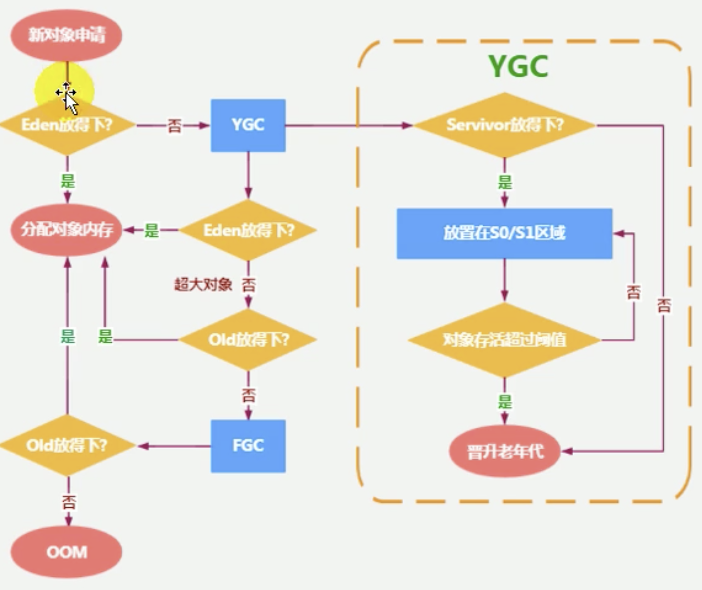 新对象申请
YGC
Eden放得下?
否
YGC
Servivor放得下?
是
是
分配对象内存
是
Eden放得下?
放置在S0/S1区域
超大对象
否
否
否
是
是
Old放得下?
对象存活超过阈值
否
是
Old放得下?
FGC
晋升老年代
否
OOM